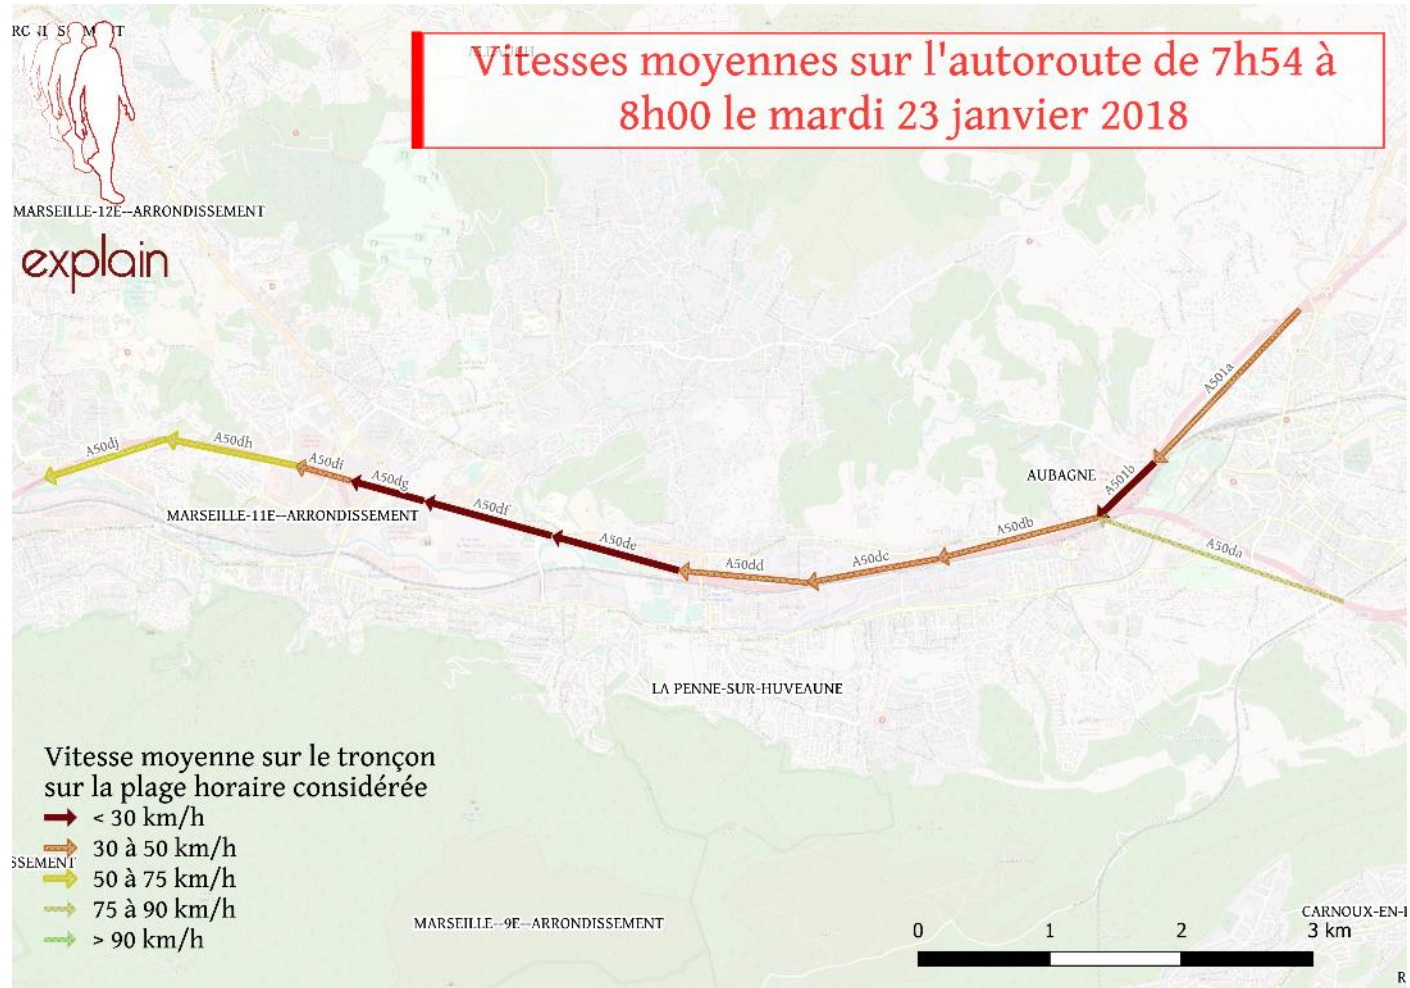 Vitesses moyennes sur l'autoroute de 7h54 à
8h00 le mardi 23 janvier 2018
MARSEILLE-12E--ARRONDISSEMENT
explain
A501a
A50dj
A50dh
A50di
A50dg
A50df
A50de
A50dd
A50dc
A50db
AUBAGNE
A501b
A50da
MARSEILLE-11E--ARRONDISSEMENT
LA PENNE-SUR-HUVEAUNE
Vitesse moyenne sur le tronçon
sur la plage horaire considérée
< 30 km/h
30 à 50 km/h
SSEMENT
50 à 75 km/h
75 à 90 km/h
> 90 km/h
MARSEILLE--9E--ARRONDISSEMENT
CARNOUX-EN-
0 1 2 3 km
R